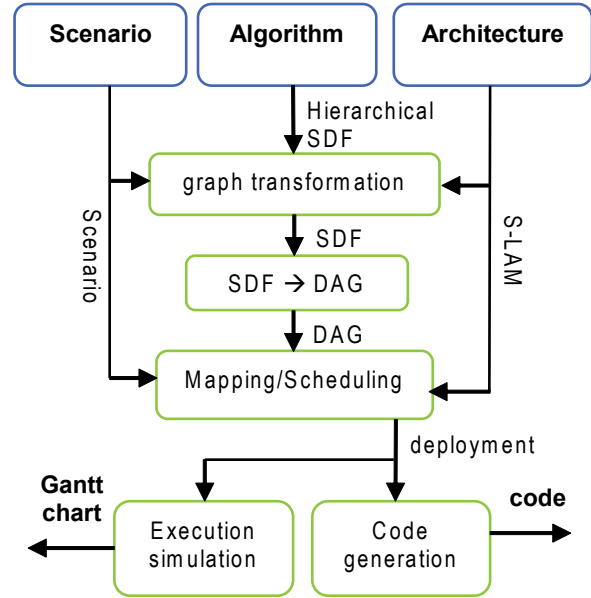 Scenario
Algorithm
Architecture
Hierarchical
SDF
graph transformation
Scenario
S-LAM
SDF
SDF → DAG
DAG
Mapping/Scheduling
deployment
Gantt
chart
Execution
simulation
Code
generation
code